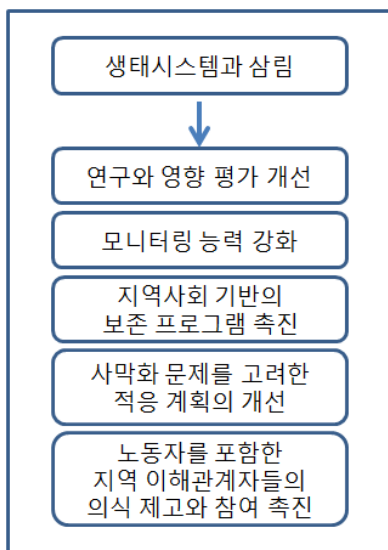 생태시스템과 삼림
연구와 영향 평가 개선
모니터링 능력 강화
지역사회 기반의
보존 프로그램 촉진
사막화 문제를 고려한
적응 계획의 개선
노동자를 포함한
지역 이해관계자들의
의식 제고와 참여 촉진